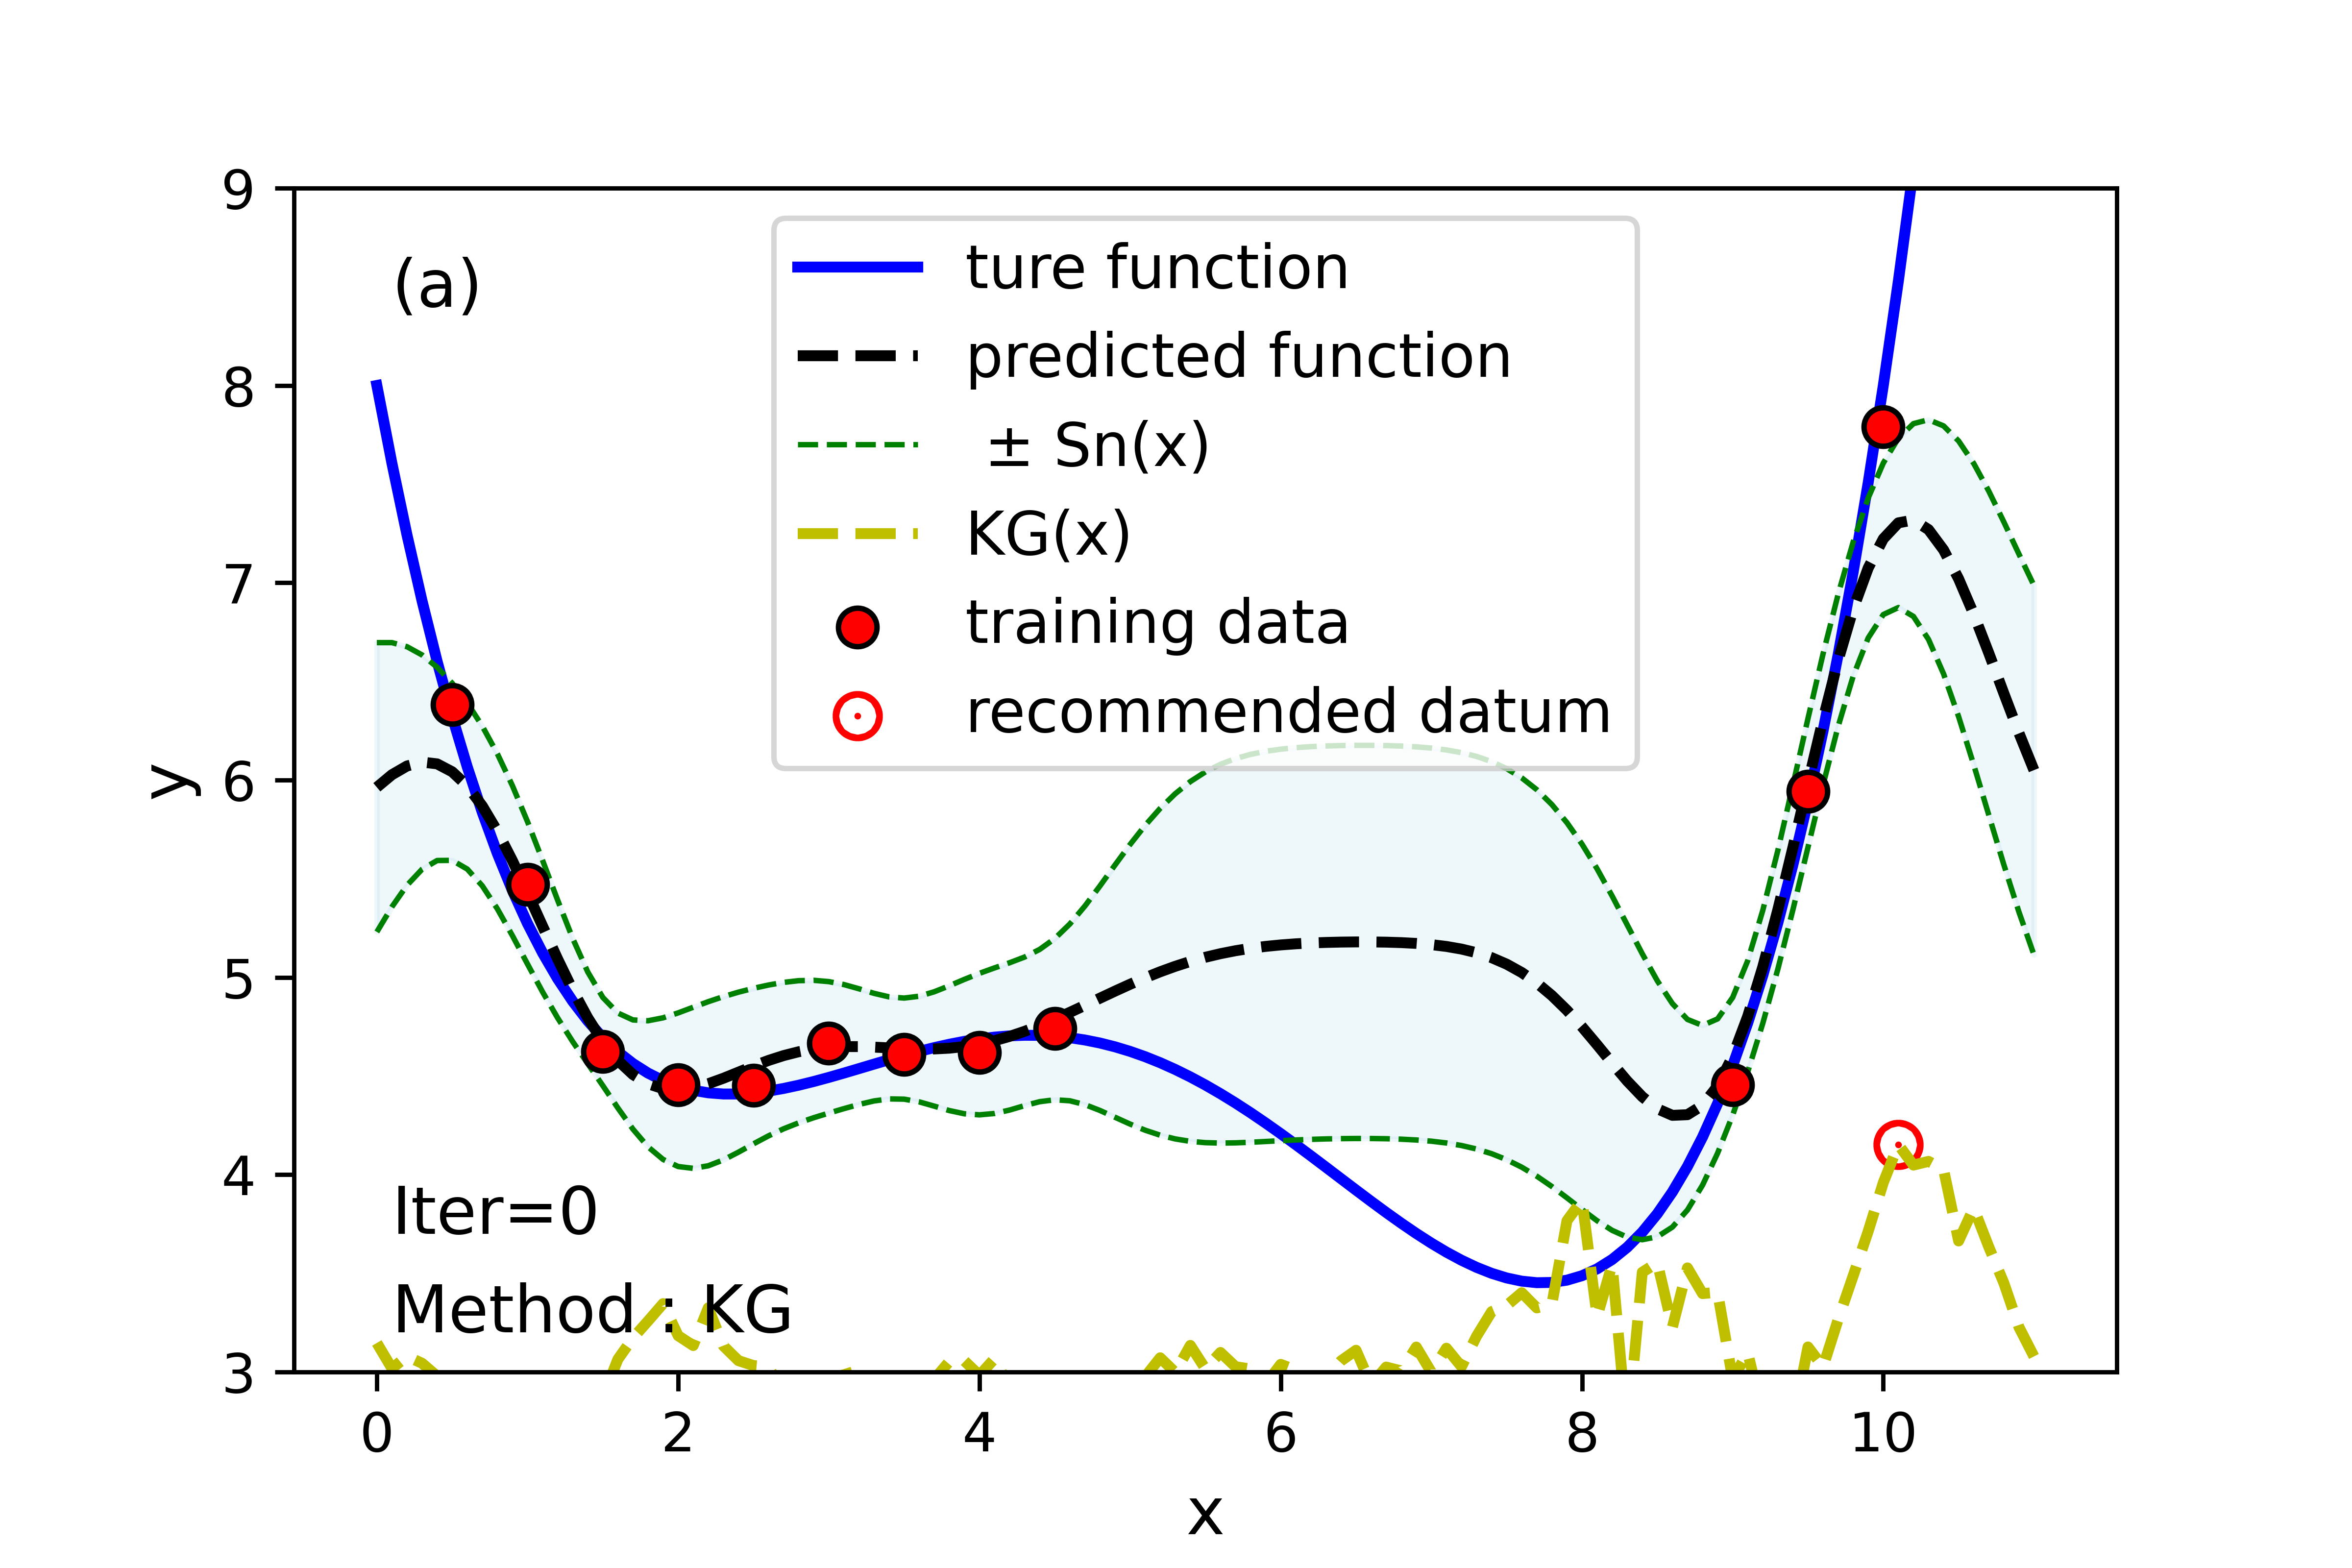 (a)
ture function
predicted function
± Sn(x)
KG(x)
training data
recommended datum
Iter=0
Method : KG
y
9
8
7
6
5
4
3
0 2 4 6 8 10
x